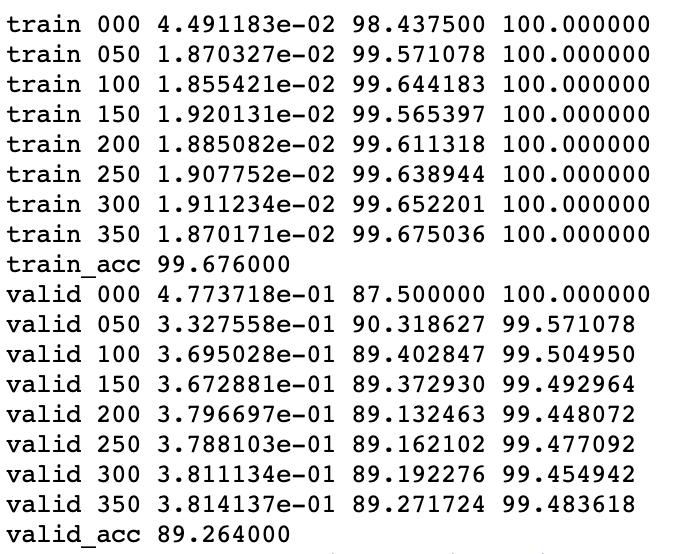 train 000 4.491183e-02 98.437500 100.000000
train 050 1.870327e-02 99.571078 100.000000
train 100 1.855421e-02 99.644183 100.000000
train 150 1.920131e-02 99.565397 100.000000
train 200 1.885082e-02 99.611318 100.000000
train 250 1.907752e-02 99.638944 100.000000
train 300 1.911234e-02 99.652201 100.000000
train 350 1.870171e-02 99.675036 100.000000
train_acc 99.676000
valid 000 4.773718e-01 87.500000 100.000000
valid 050 3.327558e-01 90.318627 99.571078
valid 100 3.695028e-01 89.402847 99.504950
valid 150 3.672881e-01 89.372930 99.492964
valid 200 3.796697e-01 89.132463 99.448072
valid 250 3.788103e-01 89.162102 99.477092
valid 300 3.811134e-01 89.192276 99.454942
valid 350 3.814137e-01 89.271724 99.483618
valid_acc 89.264000